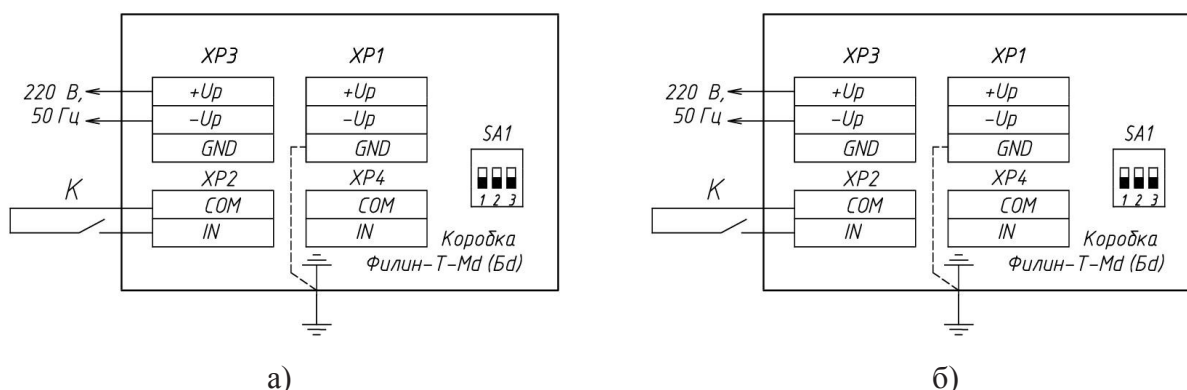 XP3 XP1
220 В, +Up +Up
50 Гц -Up -Up
GND GND SA1
XP2 XP4
K COM COM 1 2 3
IN IN
Коробка
Филин-Т-Md (Бd)
а)
XP3 XP1
220 В, +Up +Up
50 Гц -Up -Up
GND GND SA1
XP2 XP4
K COM COM 1 2 3
IN IN
Коробка
Филин-Т-Md (Бd)
б)